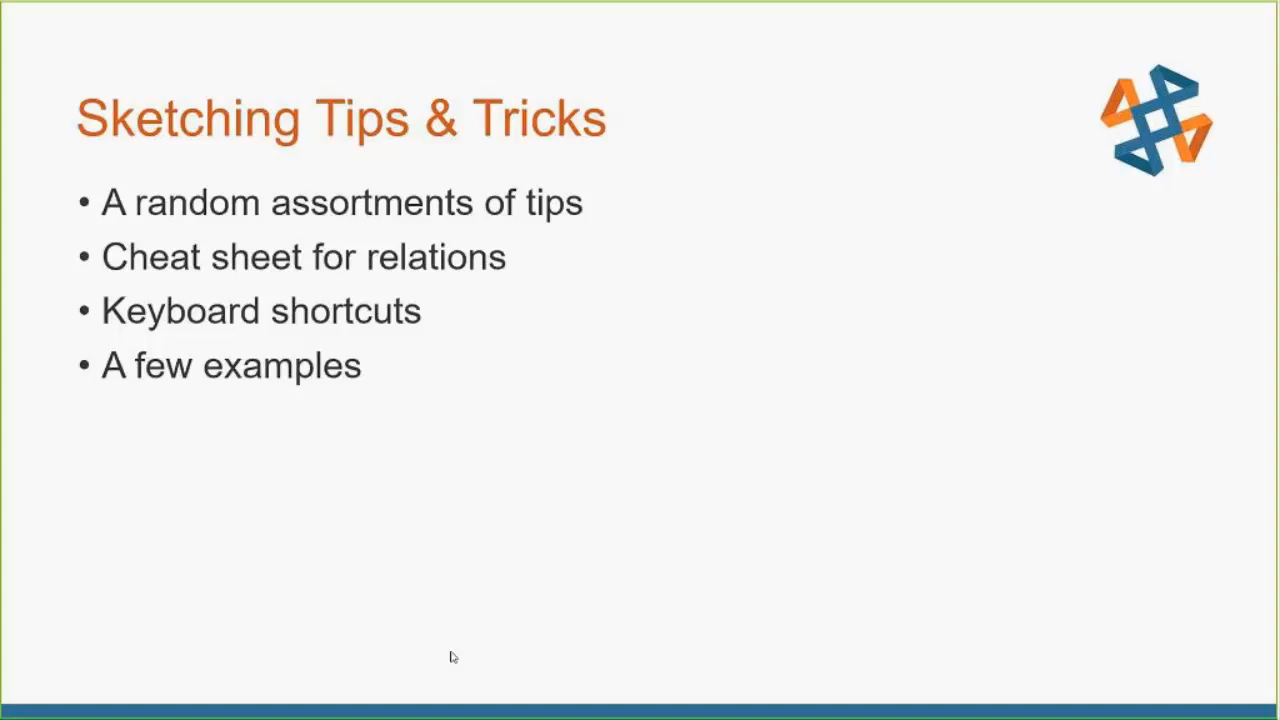 Sketching Tips & Tricks
• A random assortments of tips
• Cheat sheet for relations
• Keyboard shortcuts
• A few examples